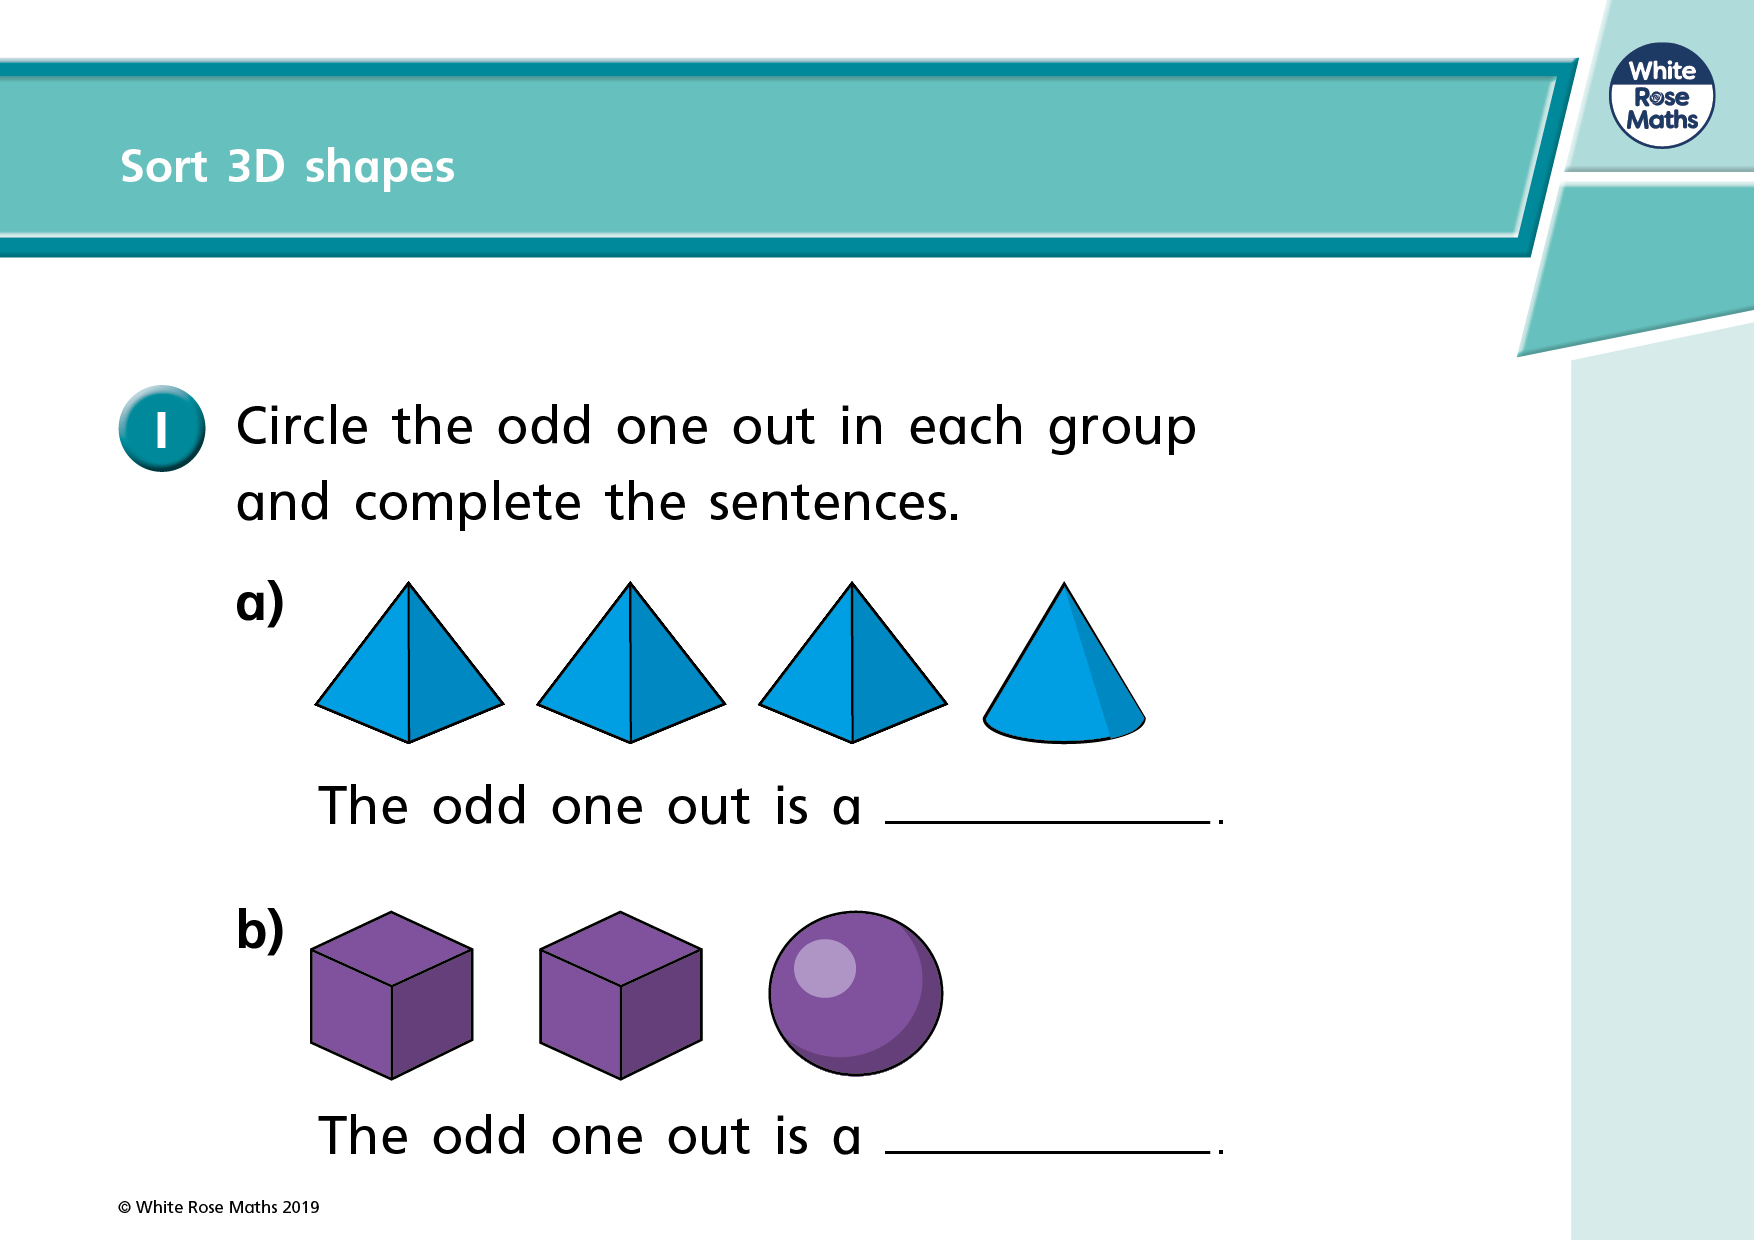 White
Rose
Maths
Sort 3D shapes
1 Circle the odd one out in each group
and complete the sentences.
a)
The odd one out is a ____________.
b)
The odd one out is a ____________.
© White Rose Maths 2019